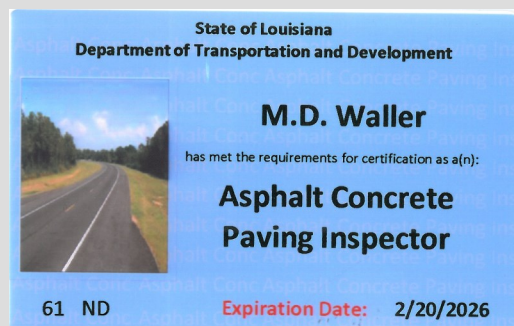 State of Louisiana
Department of Transportation and Development
M.D. Waller
has met the requirements for certification as a(n):
Asphalt Concrete
Paving Inspector
61 ND
Expiration Date: 2/20/2026